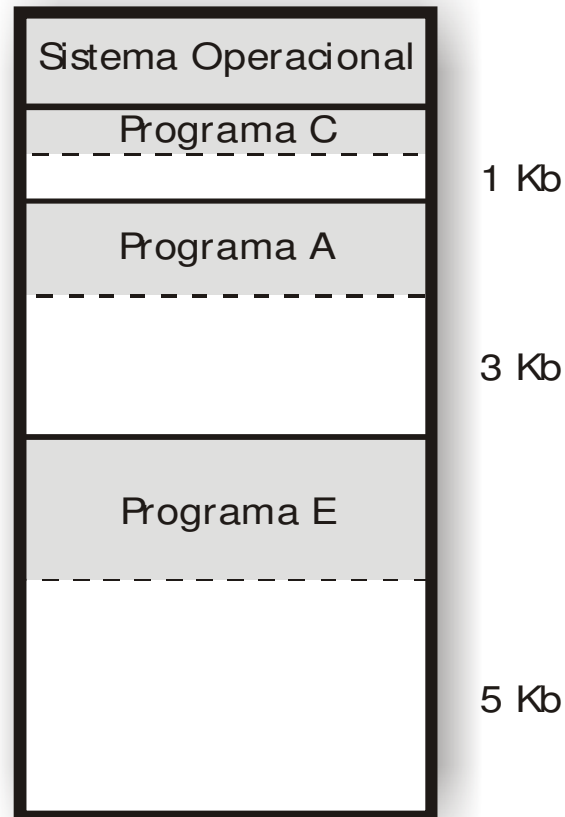 Sistema Operacional
Programa C
1 Kb
Programa A
3 Kb
Programa E
5 Kb